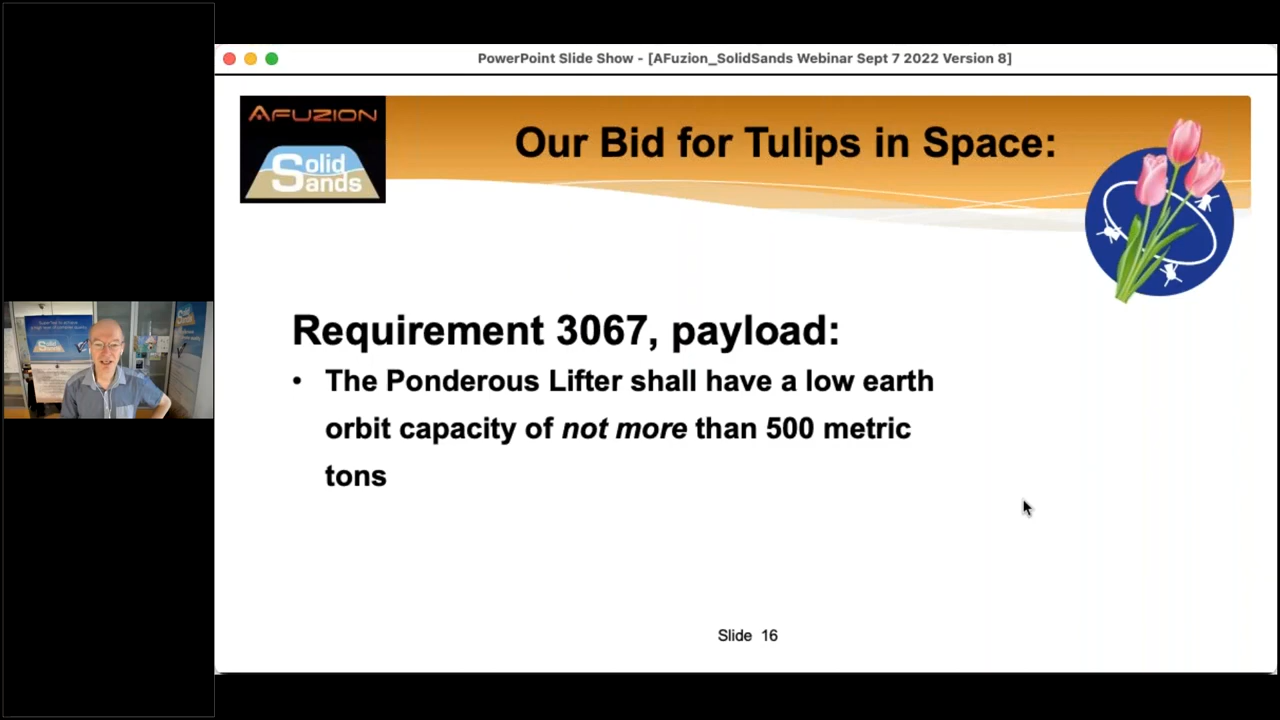 PowerPoint Slide Show - [AFuzion_SolidSands Webinar Sept 7 2022 Version 8]
AFUZION
Solid
Sands
Our Bid for Tulips in Space:
Requirement 3067, payload:
• The Ponderous Lifter shall have a low earth
orbit capacity of not more than 500 metric
tons
Slide 16